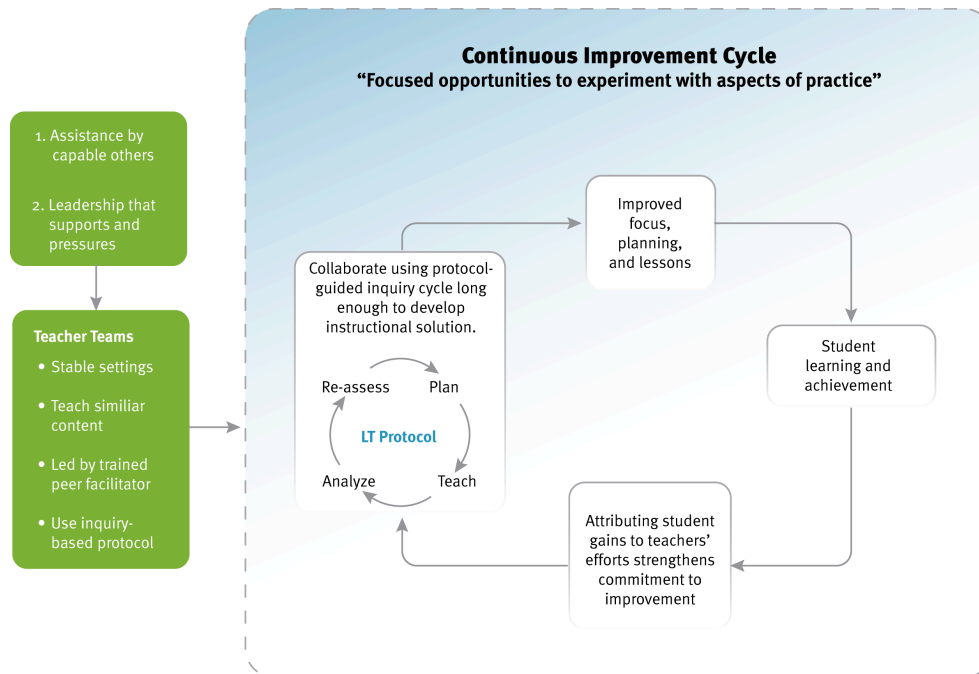 Continuous Improvement Cycle
“Focused opportunities to experiment with aspects of practice”
1. Assistance by
capable others
2. Leadership that
supports and
pressures
Teacher Teams
• Stable settings
• Teach similiar
content
• Led by trained
peer facilitator
• Use inquiry-
based protocol
Collaborate using protocol-
guided inquiry cycle long
enough to develop
instructional solution.
Re-assess
Plan
LT Protocol
Analyze
Teach
Improved
focus,
planning,
and lessons
Student
learning and
achievement
Attributing student
gains to teachers’
efforts strengthens
commitment to
improvement